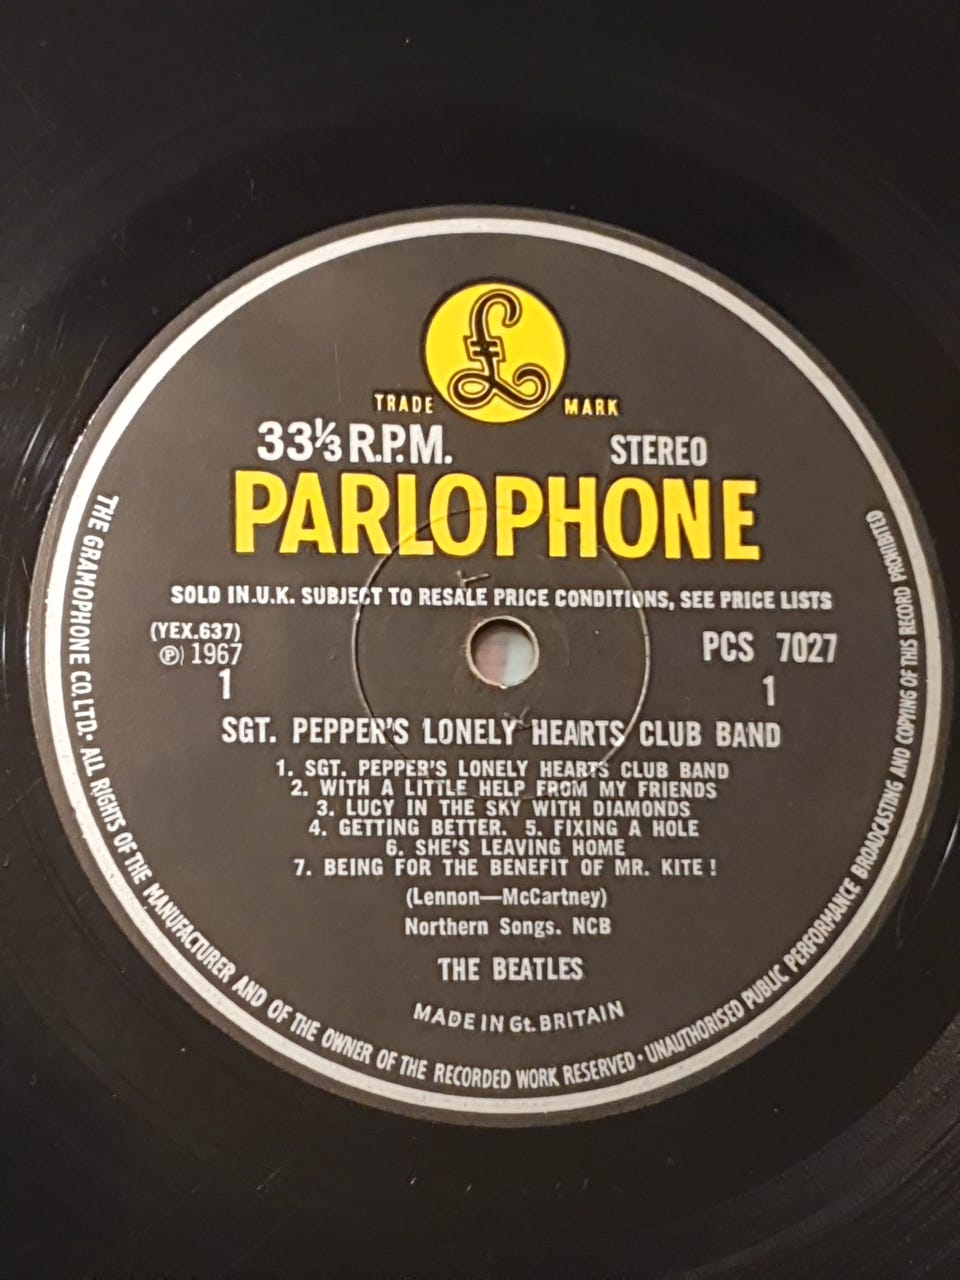 £
TRADE MARK
33⅓ R.P.M. STEREO
PARLOPHONE
SOLD IN.U.K. SUBJECT TO RESALE PRICE CONDITIONS, SEE PRICE LISTS
(YEX.637) PCS 7027
℗ 1967
1 1
SGT. PEPPER'S LONELY HEARTS CLUB BAND
1. SGT. PEPPER'S LONELY HEARTS CLUB BAND
2. WITH A LITTLE HELP FROM MY FRIENDS
3. LUCY IN THE SKY WITH DIAMONDS
4. GETTING BETTER. 5. FIXING A HOLE
6. SHE'S LEAVING HOME
7. BEING FOR THE BENEFIT OF MR. KITE !
(Lennon—McCartney)
Northern Songs. NCB
THE BEATLES
MADE IN Gt. BRITAIN
THE GRAMOPHONE CO. LTD. · ALL RIGHTS OF THE MANUFACTURER AND OF THE OWNER OF THE RECORDED WORK RESERVED · UNAUTHORISED PUBLIC PERFORMANCE BROADCASTING AND COPYING OF THIS RECORD PROHIBITED